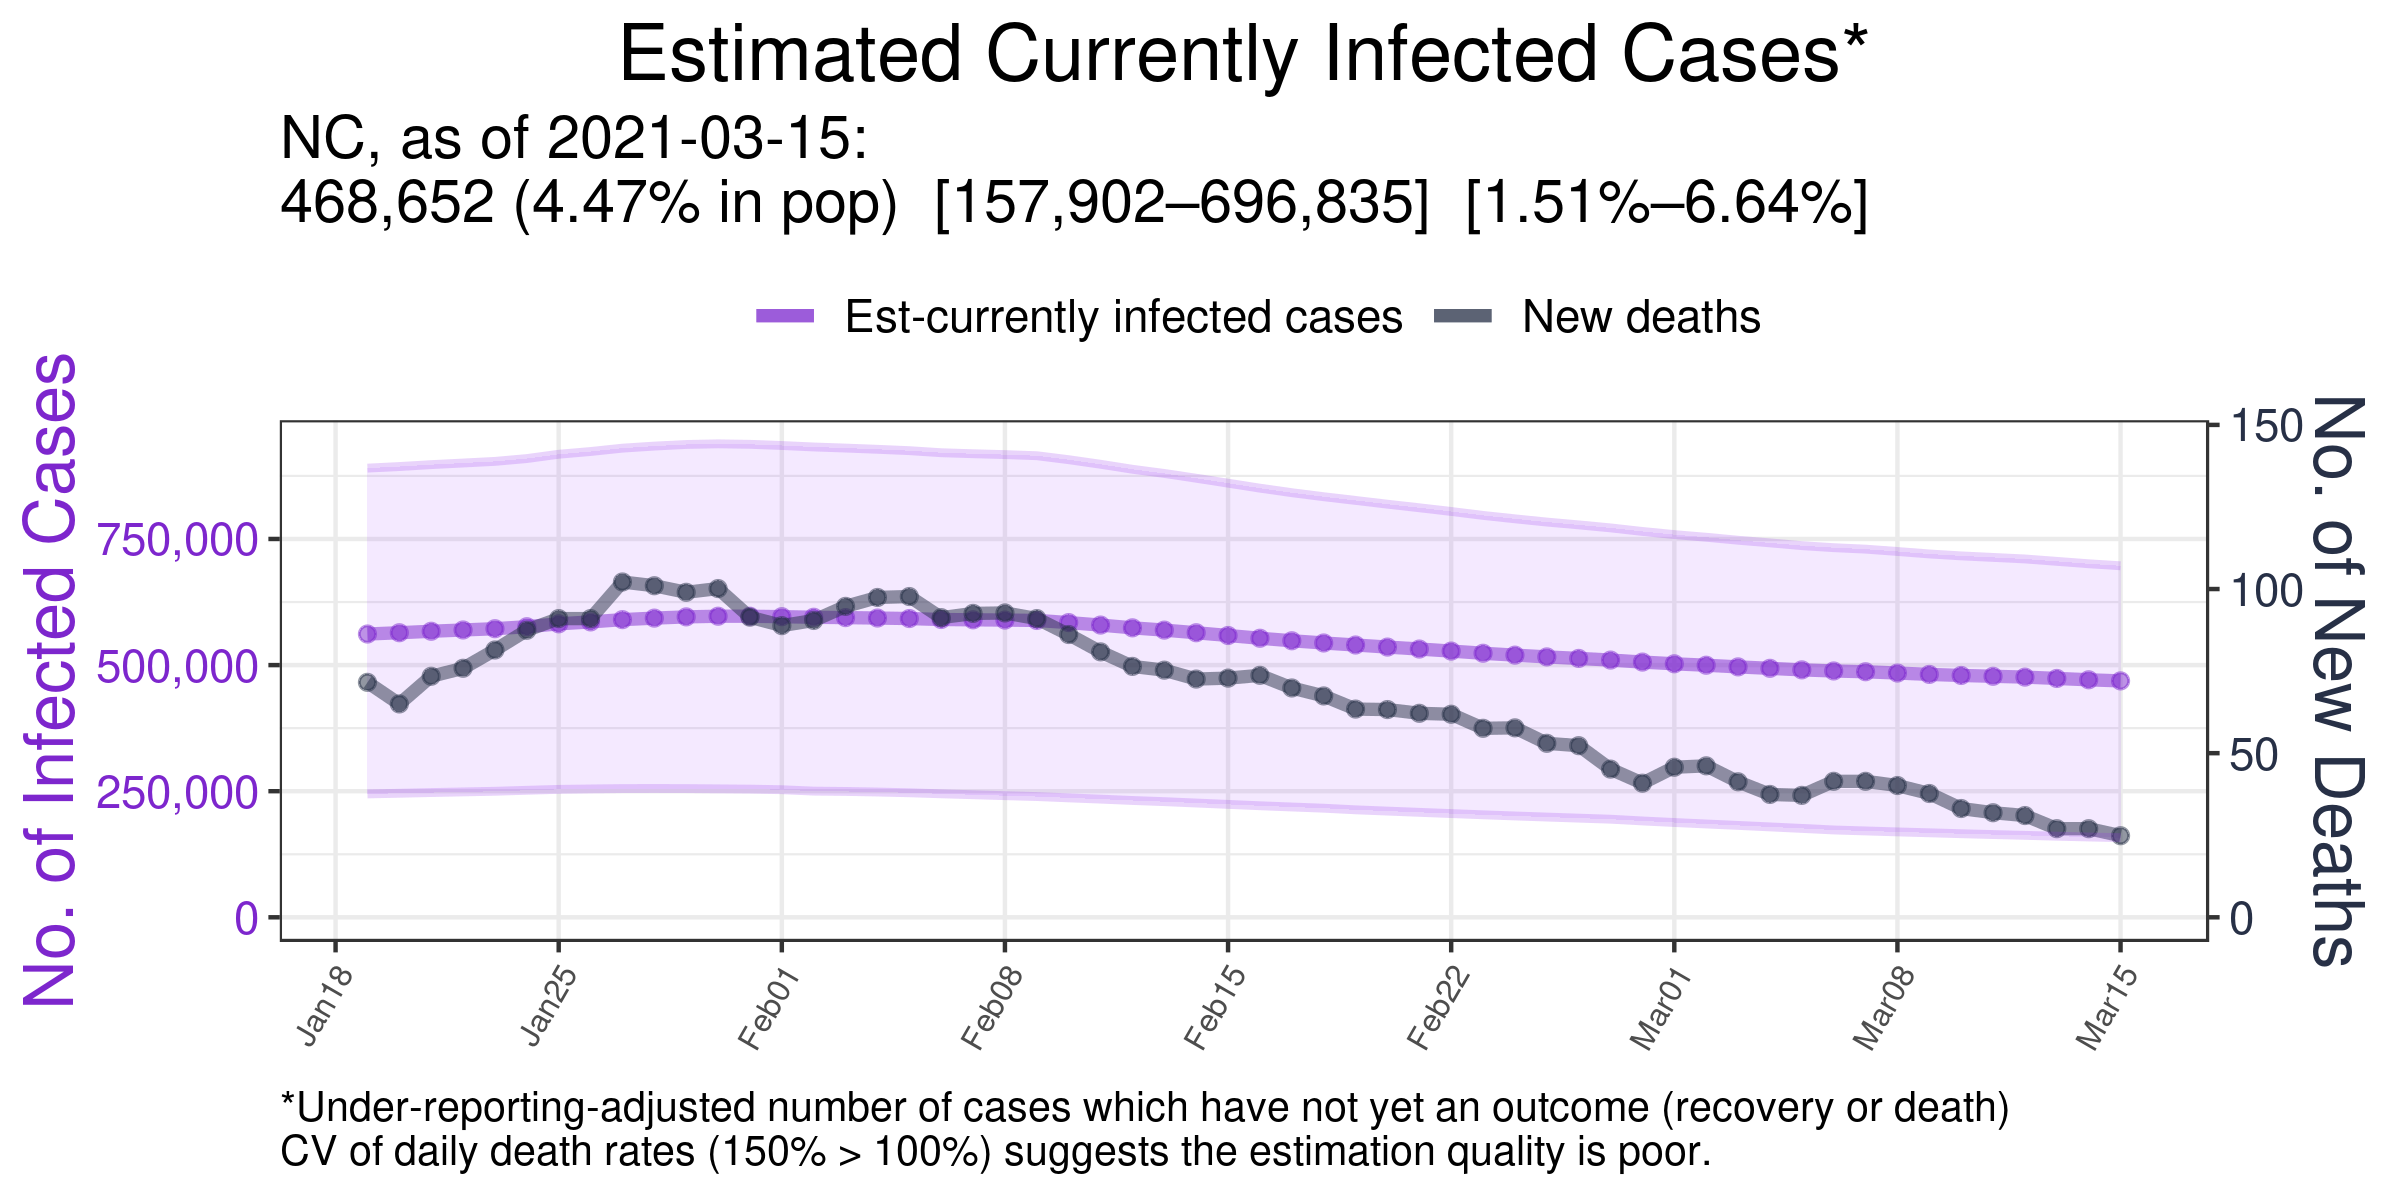 Estimated Currently Infected Cases*
NC, as of 2021-03-15:
468,652 (4.47% in pop)  [157,902–696,835]  [1.51%–6.64%]
Est-currently infected cases
New deaths
No. of Infected Cases
750,000
500,000
250,000
0
150
100
50
0
No. of New Deaths
Jan18
Jan25
Feb01
Feb08
Feb15
Feb22
Mar01
Mar08
Mar15
*Under-reporting-adjusted number of cases which have not yet an outcome (recovery or death)
CV of daily death rates (150% > 100%) suggests the estimation quality is poor.